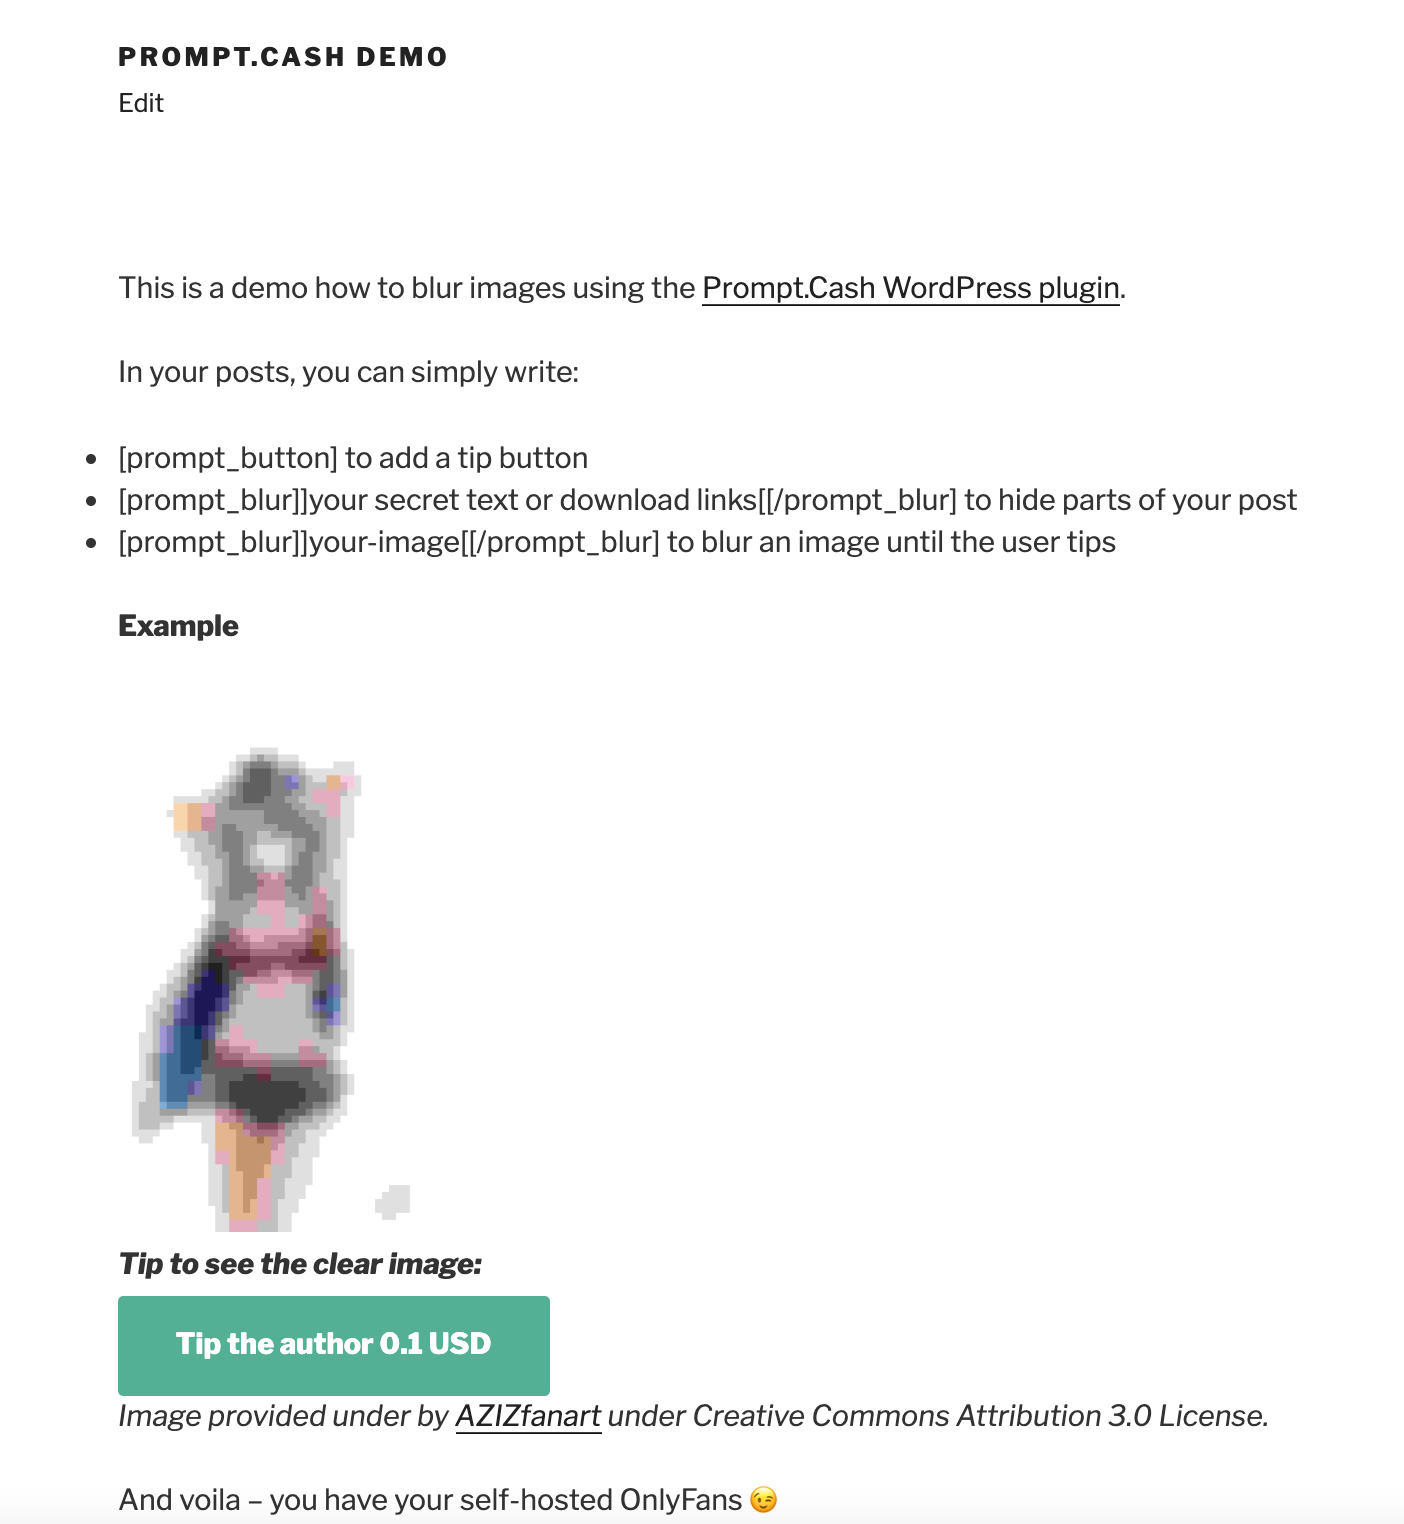 PROMPT.CASH DEMO
Edit
This is a demo how to blur images using the Prompt.Cash WordPress plugin.
In your posts, you can simply write:
[prompt_button] to add a tip button
[prompt_blur]]your secret text or download links[[/prompt_blur] to hide parts of your post
[prompt_blur]]your-image[[/prompt_blur] to blur an image until the user tips
Example
Tip to see the clear image:
Tip the author 0.1 USD
Image provided under by AZIZfanart under Creative Commons Attribution 3.0 License.
And voila – you have your self-hosted OnlyFans 😉